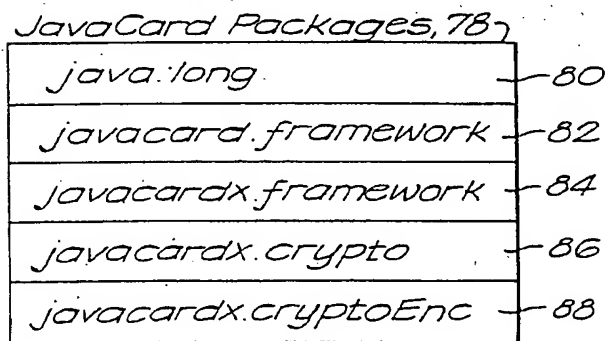 JavaCard Packages, 78
java.long 80
javacard.framework 82
javacardx.framework 84
javacardx.crypto 86
javacardx.cryptoEnc 88